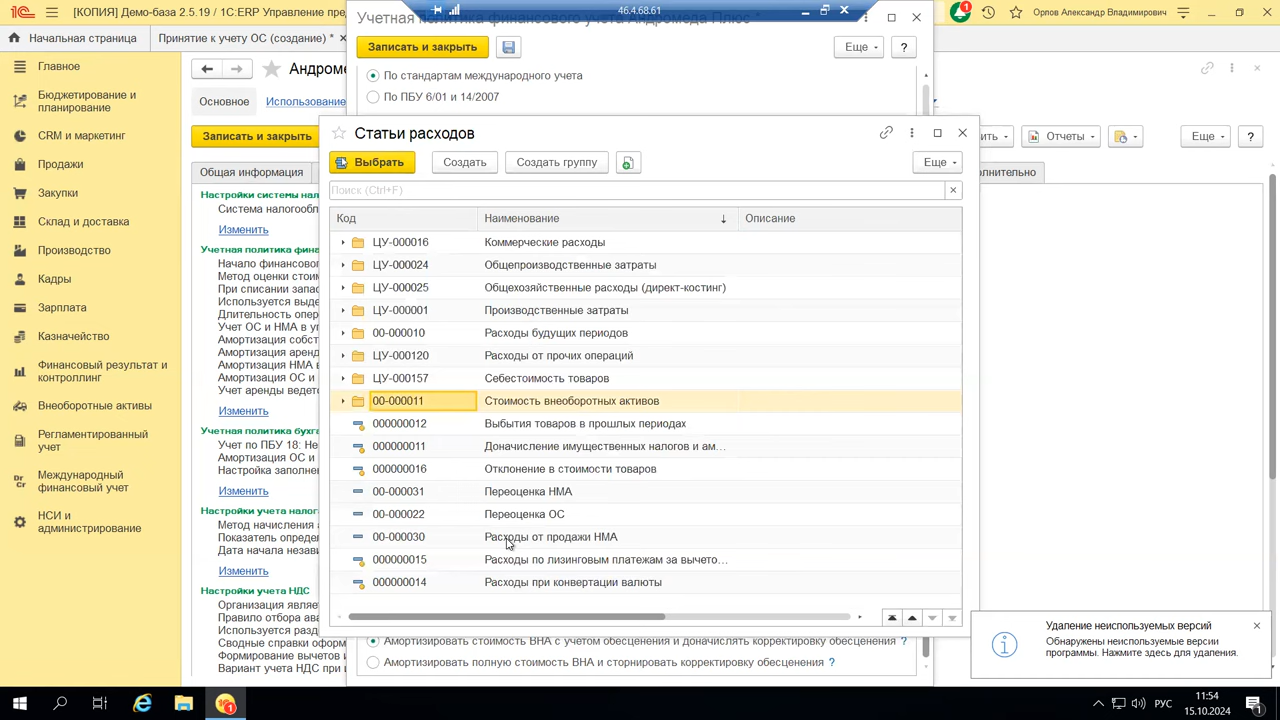 46.4.68.61
[КОПИЯ] Демо-база 2.5.19 / 1C:ERP Управление пред
Учетная политика финансового учета Андромеда Плюс *
Орлов Александр Владимирович
1
Начальная страница
Принятие к учету ОС (создание) *
Записать и закрыть
Еще
?
По стандартам международного учета
По ПБУ 6/01 и 14/2007
Главное
Бюджетирование и
планирование
CRM и маркетинг
Продажи
Закупки
Склад и доставка
Производство
Кадры
Зарплата
Казначейство
Финансовый результат и
контроллинг
Внеоборотные активы
Регламентированный
учет
Международный
финансовый учет
НСИ и
администрирование
Андром
Основное
Использование
Записать и закрыть
ить
Отчеты
Еще
?
Общая информация
олнительно
Настройки системы нал
Система налогообл
Изменить
Учетная политика фина
Начало финансового
Метод оценки стои
При списании запас
Используется выде
Длительность опер
Учет ОС и НМА в уп
Амортизация собст
Амортизация аренд
Амортизация НМА в
Амортизация ОС и
Учет аренды ведетс
Изменить
Учетная политика бухга
Учет по ПБУ 18: Не
Амортизация ОС и
Настройка заполнен
Изменить
Настройки учета налога
Метод начисления а
Показатель определ
Дата начала незави
Изменить
Настройки учета НДС
Организация являе
Правило отбора ава
Используется разд
Сводные справки оформ
Формирование вычетов и
Вариант учета НДС при и
Статьи расходов
Выбрать
Создать
Создать группу
Еще
Поиск (Ctrl+F)
Код Наименование Описание
ЦУ-000016 Коммерческие расходы
ЦУ-000024 Общепроизводственные затраты
ЦУ-000025 Общехозяйственные расходы (директ-костинг)
ЦУ-000001 Производственные затраты
00-000010 Расходы будущих периодов
ЦУ-000120 Расходы от прочих операций
ЦУ-000157 Себестоимость товаров
00-000011 Стоимость внеоборотных активов
000000012 Выбытия товаров в прошлых периодах
000000011 Доначисление имущественных налогов и ам...
000000016 Отклонение в стоимости товаров
00-000031 Переоценка НМА
00-000022 Переоценка ОС
00-000030 Расходы от продажи НМА
000000015 Расходы по лизинговым платежам за вычето...
000000014 Расходы при конвертации валюты
Амортизировать стоимость ВНА с учетом обесценения и доначислять корректировку обесценения ?
Амортизировать полную стоимость ВНА и сторнировать корректировку обесценения ?
Удаление неиспользуемых версий
Обнаружены неиспользуемые версии
программы. Нажмите здесь для удаления.
РУС
11:54
15.10.2024
1